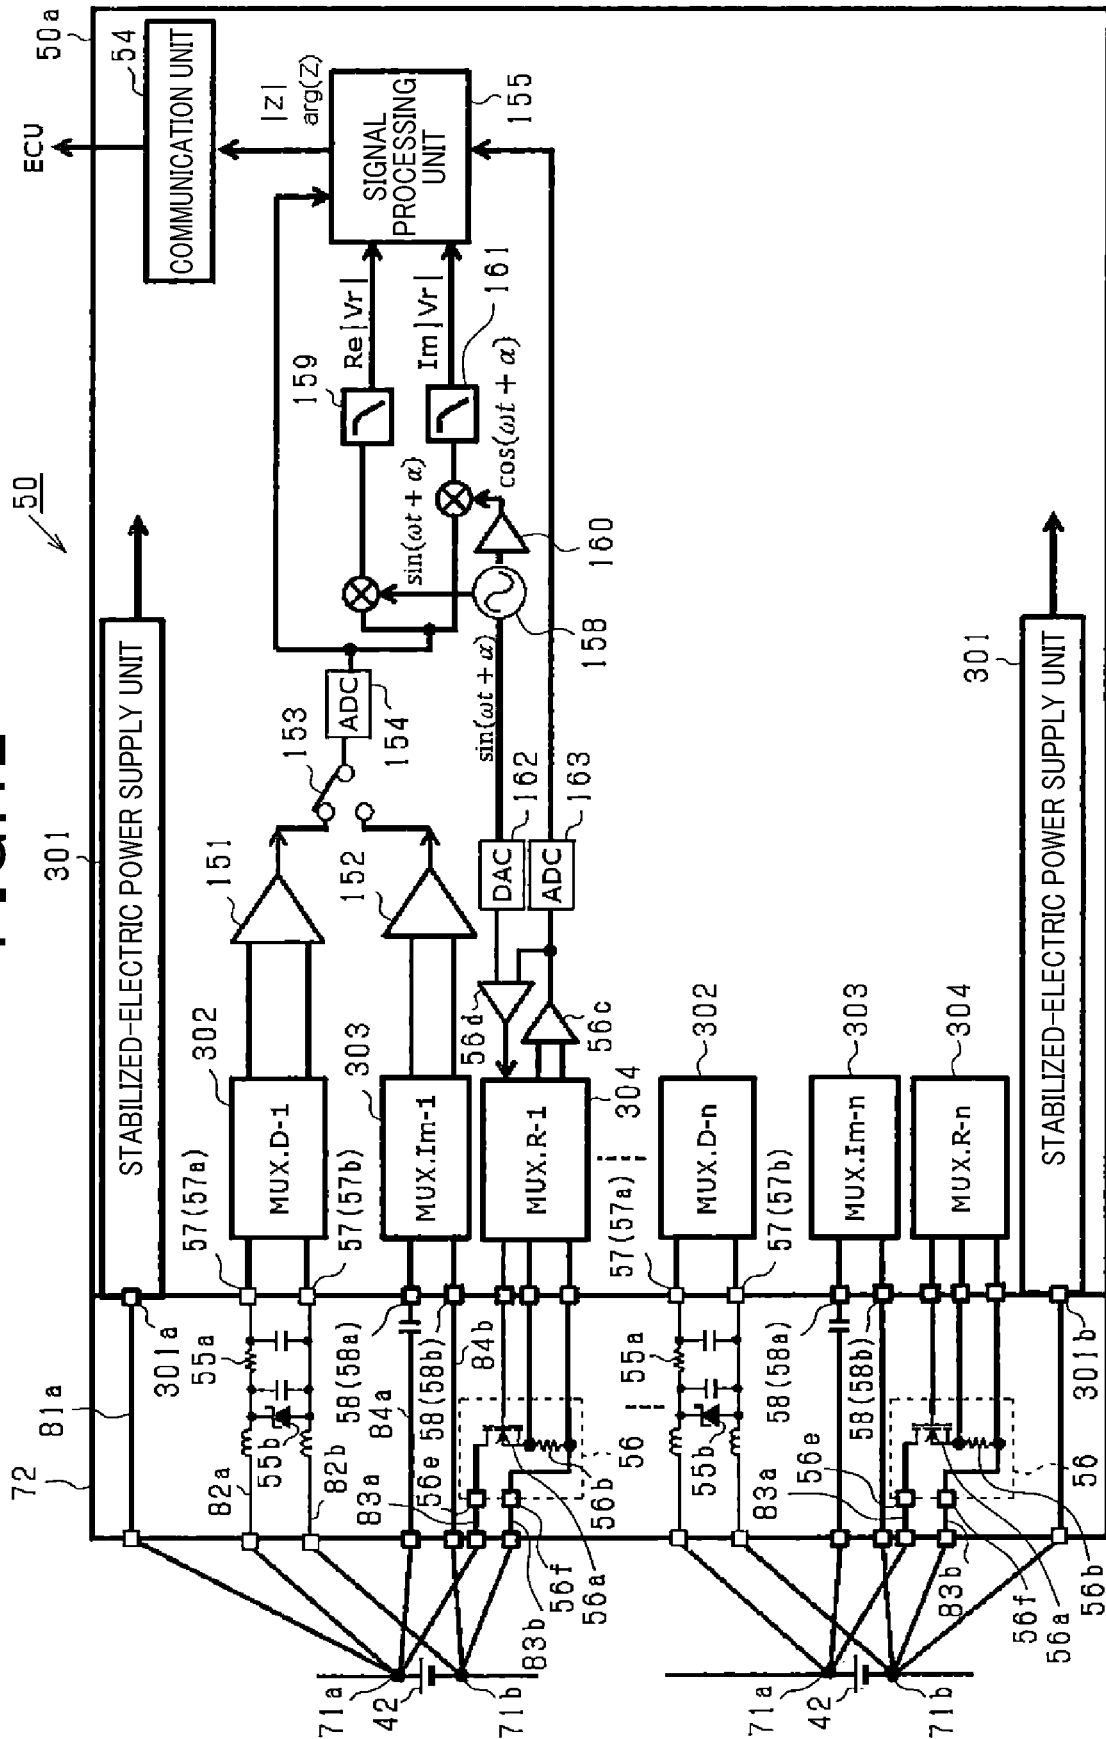 50
50a
ECU
54
COMMUNICATION UNIT
|Z|
arg(Z)
SIGNAL
PROCESSING
UNIT
155
Re|Vr|
Im|Vr|
159
161
sin(ωt + α)
cos(ωt + α)
160
158
sin(ωt + α)
153
ADC
154
151
152
DAC
162
ADC
163
301
STABILIZED-ELECTRIC POWER SUPPLY UNIT
302
MUX.D-1
303
MUX.Im-1
56d
56c
304
MUX.R-1
302
MUX.D-n
303
MUX.Im-n
304
MUX.R-n
301
STABILIZED-ELECTRIC POWER SUPPLY UNIT
57(57a)
57(57b)
57(57a)
57(57b)
72
81a
301a
55a
82a
55b
82b
58(58a)
84a
58(58b)
84b
83a
56e
56
56b
56a
56f
83b
55a
55b
58(58a)
58(58b)
83a
56e
56
301b
83b
56f
56a
56b
71a
42
71b
71a
42
71b